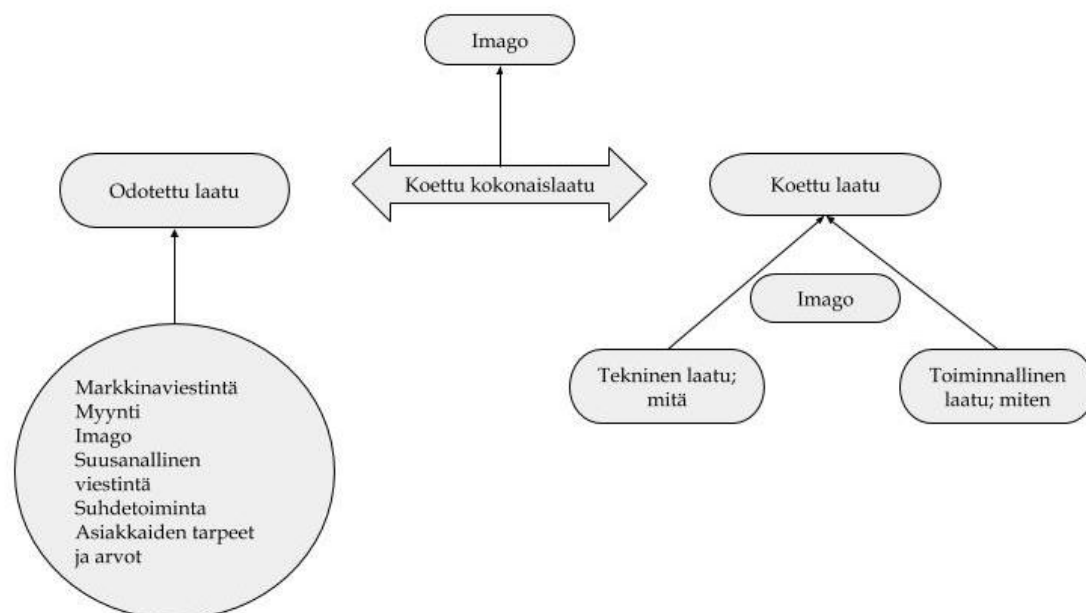 Imago
Odotettu laatu
Koettu kokonaislaatu
Koettu laatu
Imago
Tekninen laatu;
mitä
Toiminnallinen
laatu; miten
Markkinaviestintä
Myynti
Imago
Suusanallinen
viestintä
Suhdetoiminta
Asiakkaiden tarpeet
ja arvot